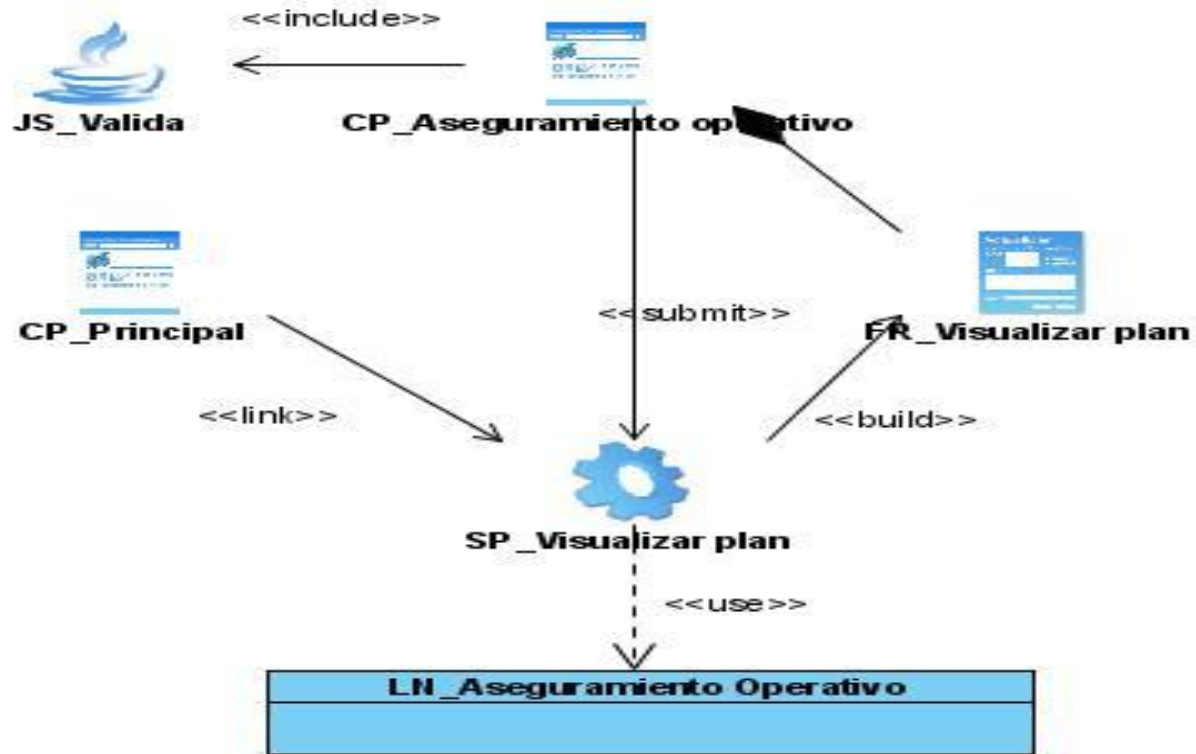 <<include>>
JS_Valida
CP_Aseguramiento operativo
CP_Principal
<<submit>>
FR_Visualizar plan
<<link>>
<<build>>
SP_Visualizar plan
<<use>>
LN_Aseguramiento Operativo